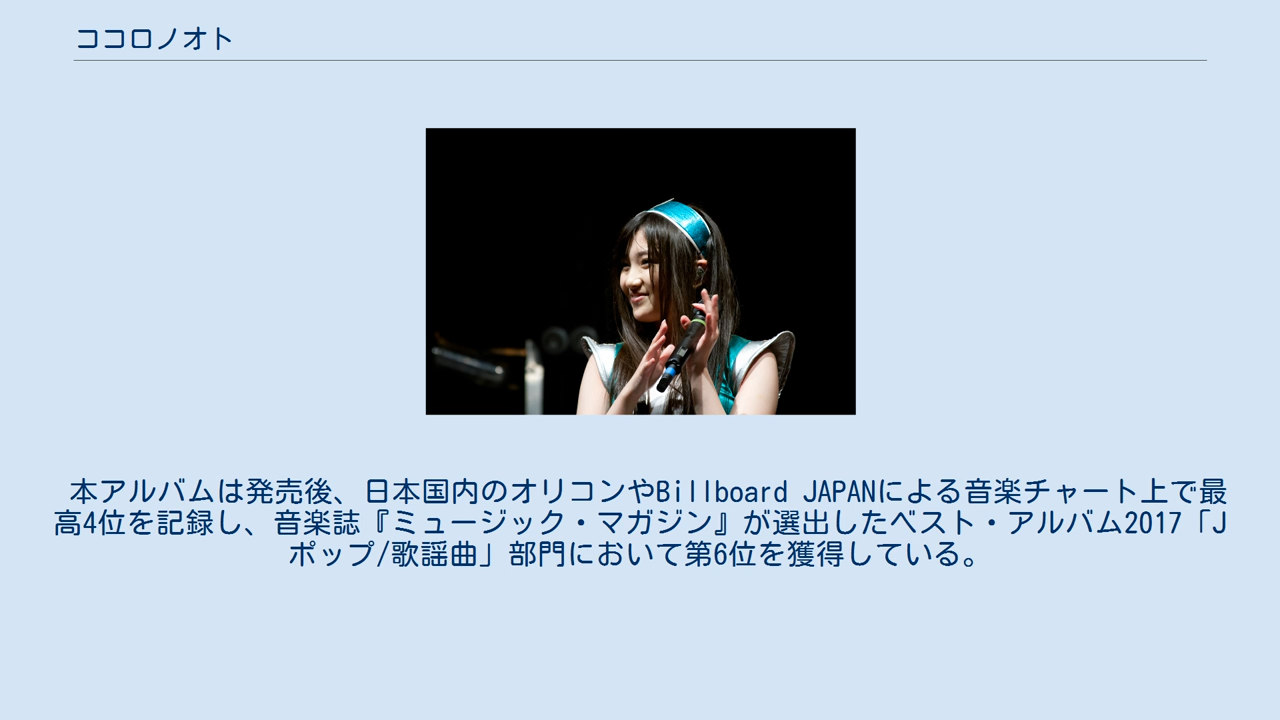 ココロノオト
本アルバムは発売後、日本国内のオリコンやBillboard JAPANによる音楽チャート上で最
高4位を記録し、音楽誌『ミュージック・マガジン』が選出したベスト・アルバム2017「J
ポップ/歌謡曲」部門において第6位を獲得している。